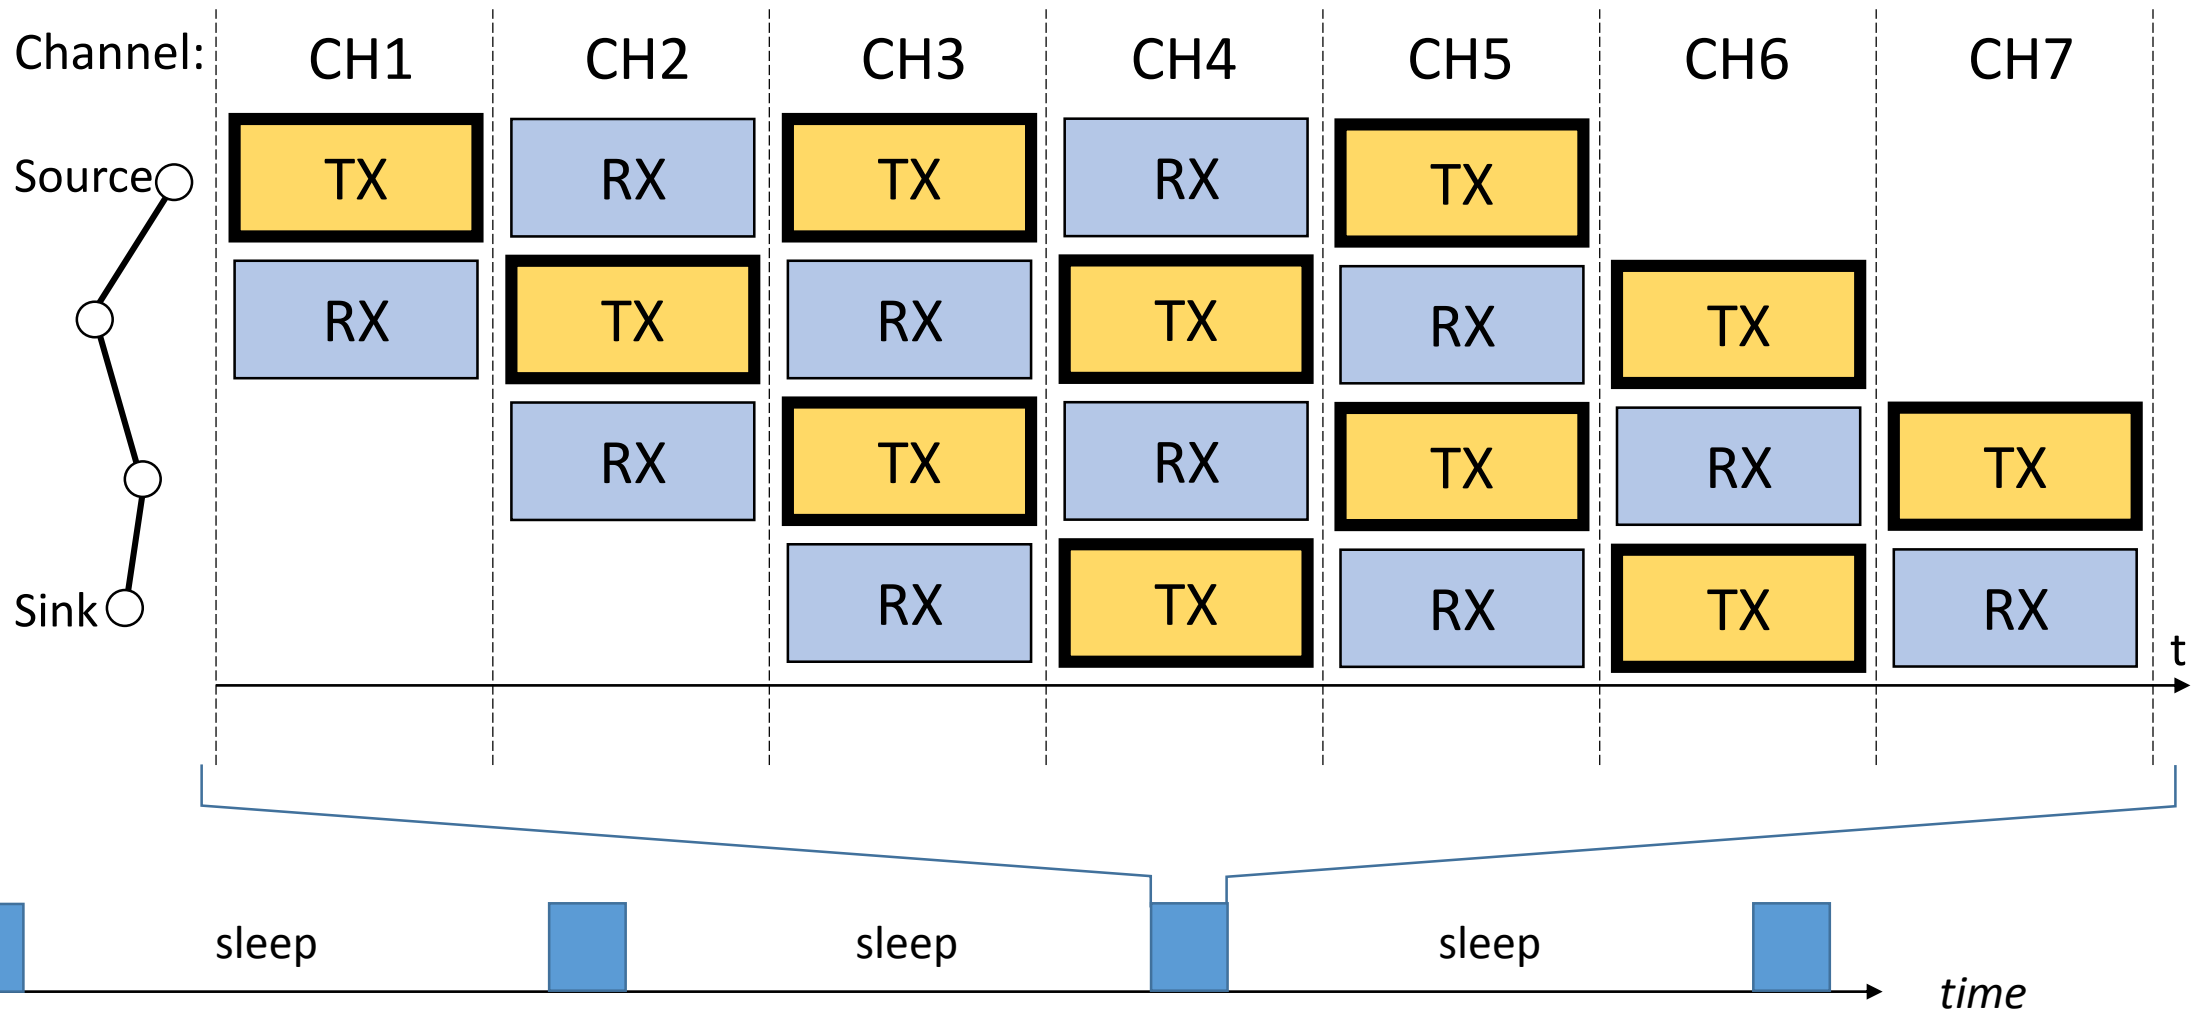 Channel: CH1 CH2 CH3 CH4 CH5 CH6 CH7
Source TX RX TX RX TX
RX TX RX TX RX TX
RX TX RX TX RX TX
Sink RX TX RX TX RX
t
sleep sleep sleep
time